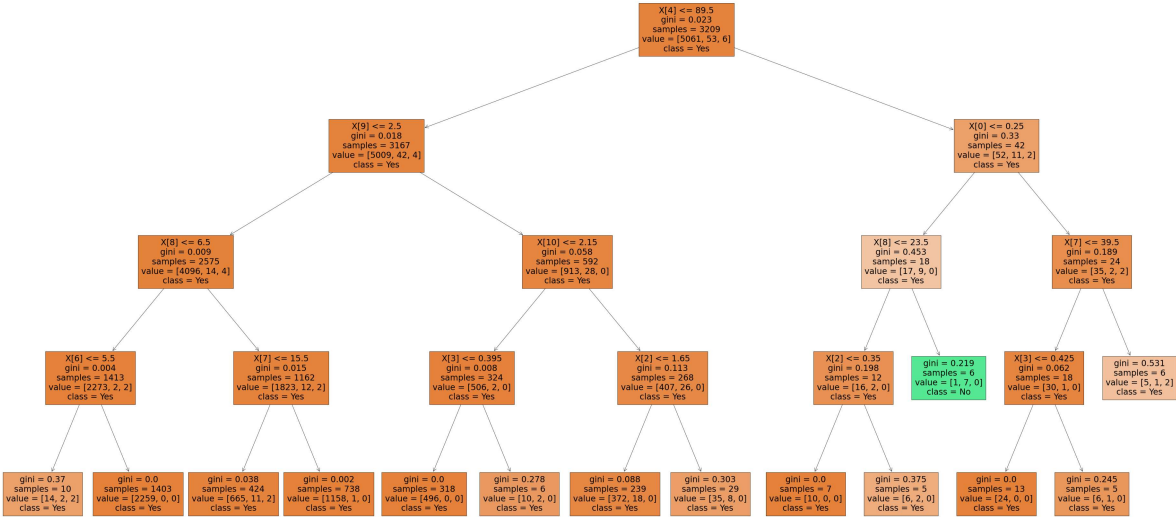 X[4] <= 89.5
gini = 0.023
samples = 3209
value = [5061, 53, 6]
class = Yes
X[9] <= 2.5
gini = 0.018
samples = 3167
value = [5009, 42, 4]
class = Yes
X[0] <= 0.25
gini = 0.33
samples = 42
value = [52, 11, 2]
class = Yes
X[8] <= 6.5
gini = 0.009
samples = 2575
value = [4096, 14, 4]
class = Yes
X[10] <= 2.15
gini = 0.058
samples = 592
value = [913, 28, 0]
class = Yes
X[8] <= 23.5
gini = 0.453
samples = 18
value = [17, 9, 0]
class = Yes
X[7] <= 39.5
gini = 0.189
samples = 24
value = [35, 2, 2]
class = Yes
X[6] <= 5.5
gini = 0.004
samples = 1413
value = [2273, 2, 2]
class = Yes
X[7] <= 15.5
gini = 0.015
samples = 1162
value = [1823, 12, 2]
class = Yes
X[3] <= 0.395
gini = 0.008
samples = 324
value = [506, 2, 0]
class = Yes
X[2] <= 1.65
gini = 0.113
samples = 268
value = [407, 26, 0]
class = Yes
X[2] <= 0.35
gini = 0.198
samples = 12
value = [16, 2, 0]
class = Yes
gini = 0.219
samples = 6
value = [1, 7, 0]
class = No
X[3] <= 0.425
gini = 0.062
samples = 18
value = [30, 1, 0]
class = Yes
gini = 0.531
samples = 6
value = [5, 1, 2]
class = Yes
gini = 0.37
samples = 10
value = [14, 2, 2]
class = Yes
gini = 0.0
samples = 1403
value = [2259, 0, 0]
class = Yes
gini = 0.038
samples = 424
value = [665, 11, 2]
class = Yes
gini = 0.002
samples = 738
value = [1158, 1, 0]
class = Yes
gini = 0.0
samples = 318
value = [496, 0, 0]
class = Yes
gini = 0.278
samples = 6
value = [10, 2, 0]
class = Yes
gini = 0.088
samples = 239
value = [372, 18, 0]
class = Yes
gini = 0.303
samples = 29
value = [35, 8, 0]
class = Yes
gini = 0.0
samples = 7
value = [10, 0, 0]
class = Yes
gini = 0.375
samples = 5
value = [6, 2, 0]
class = Yes
gini = 0.0
samples = 13
value = [24, 0, 0]
class = Yes
gini = 0.245
samples = 5
value = [6, 1, 0]
class = Yes